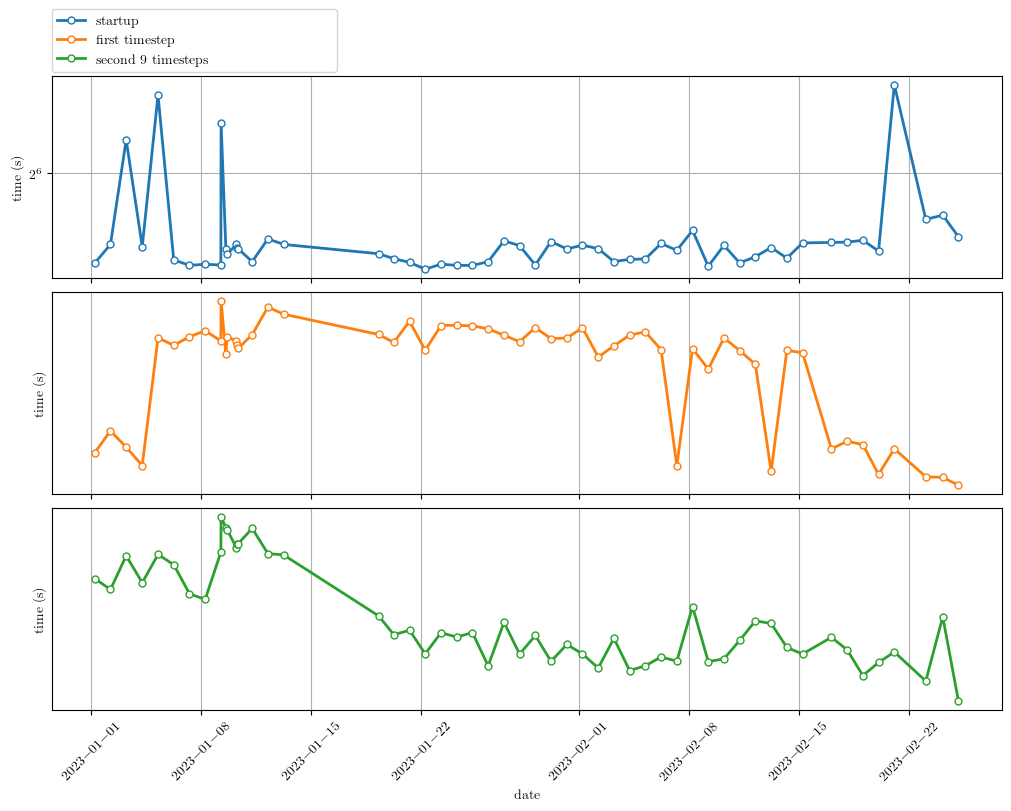 startup
first timestep
second 9 timesteps
time (s)
2^6
time (s)
time (s)
2023−01−01
2023−01−08
2023−01−15
2023−01−22
2023−02−01
2023−02−08
2023−02−15
2023−02−22
date